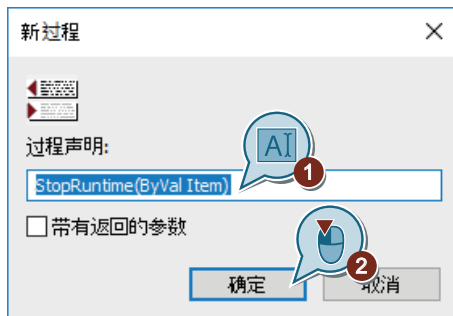 新过程
过程声明:
StopRuntime(ByVal Item)
AI
1
带有返回的参数
2
确定
取消